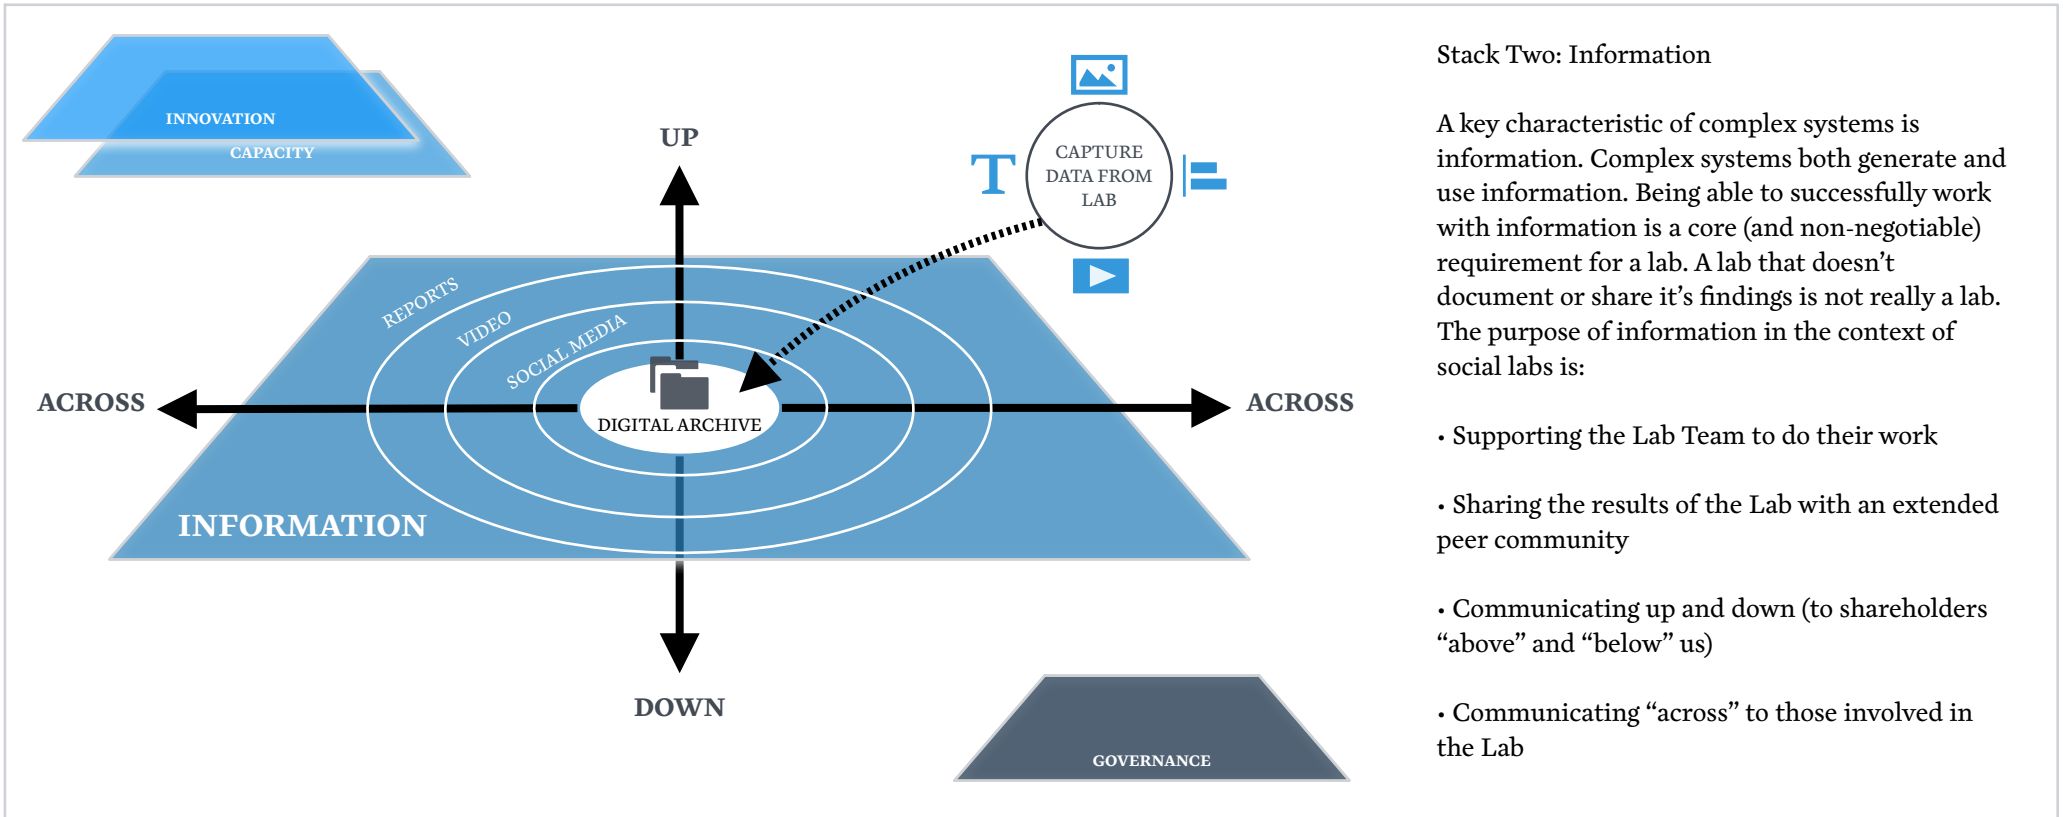 INNOVATION
CAPACITY
UP
CAPTURE
DATA FROM
LAB
T
REPORTS
VIDEO
SOCIAL MEDIA
ACROSS
DIGITAL ARCHIVE
ACROSS
INFORMATION
DOWN
GOVERNANCE
Stack Two: Information
A key characteristic of complex systems is
information. Complex systems both generate and
use information. Being able to successfully work
with information is a core (and non-negotiable)
requirement for a lab. A lab that doesn’t
document or share it’s findings is not really a lab.
The purpose of information in the context of
social labs is:
• Supporting the Lab Team to do their work
• Sharing the results of the Lab with an extended
peer community
• Communicating up and down (to shareholders
“above” and “below” us)
• Communicating “across” to those involved in
the Lab